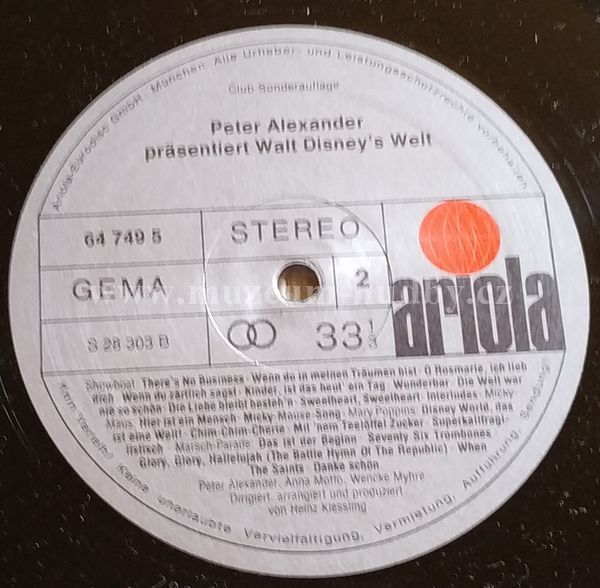 Ariola-Eurodisc GmbH · München. Alle Urheber- und Leistungsschutzrechte vorbehalten
Club-Sonderauflage
Peter Alexander
präsentiert Walt Disney's Welt
64 749 5
STEREO
GEMA
2
ariola
S 28 303 B
33 1/3
Showboat · There's No Business · Wenn du in meinen Träumen bist · O Rosmarie, ich lieb
dich · Wenn du zärtlich sagst · Kinder, ist das heut' ein Tag · Wunderbar · Die Welt war
nie so schön · Die Liebe bleibt besteh'n · Sweetheart, Sweetheart, Interludes · Micky
Maus, Hier ist ein Mensch · Micky-Mouse-Song · Mary Poppins · Disney World, das
ist eine Welt! · Chim-Chim-Cherie · Mit 'nem Teelöffel Zucker · Superkalifragi-
listisch · Marsch-Parade · Das ist der Beginn · Seventy Six Trombones
Glory, Glory, Hallelujah (The Battle Hymn Of The Republic) · When
The Saints · Danke schön
Peter Alexander, Anna Moffo, Wencke Myhre
Dirigiert, arrangiert und produziert
von Heinz Kiessling
Kein Verleih! Keine unerlaubte Vervielfältigung, Vermietung, Aufführung, Sendung!
www.muzeum-hudby.cz